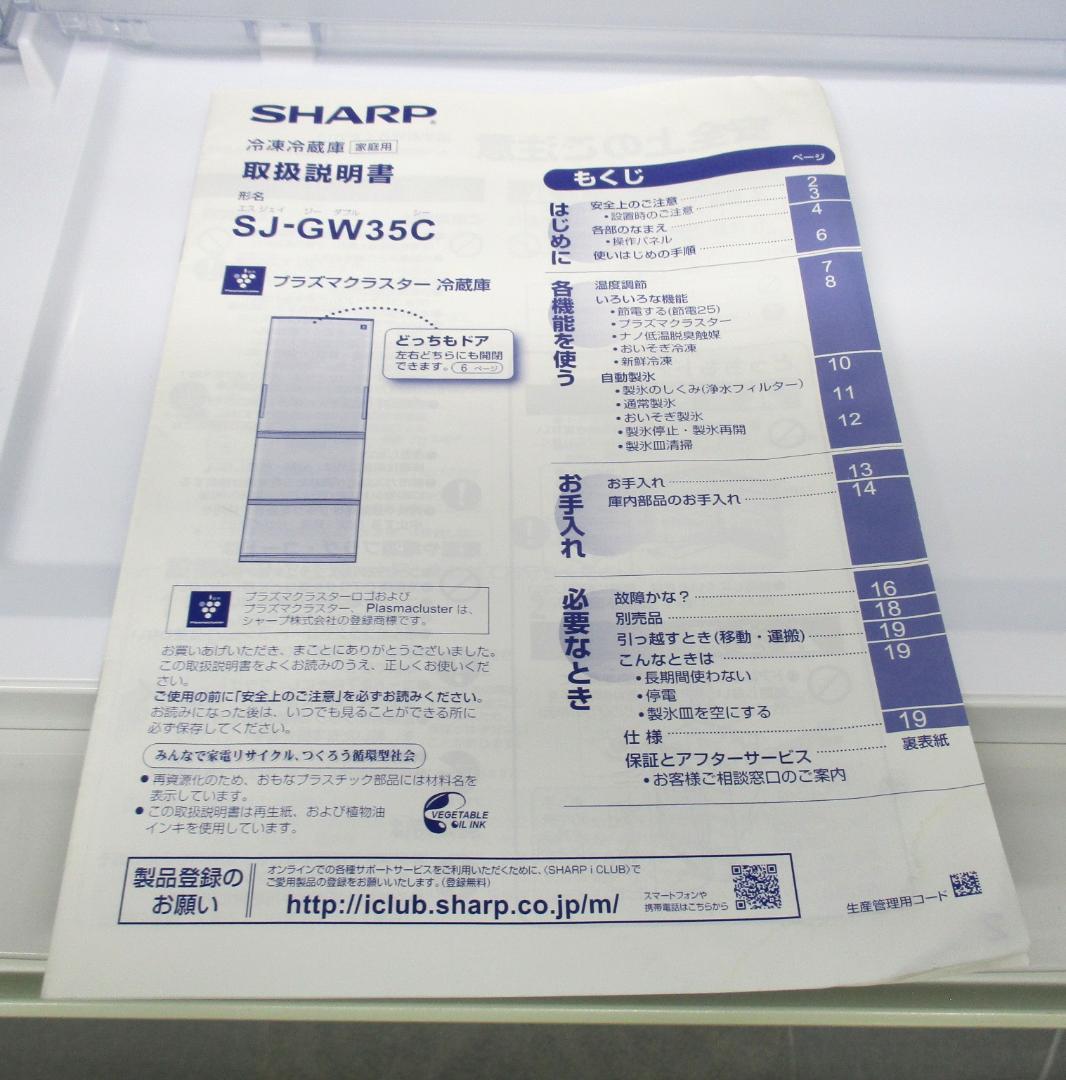 SHARP®
冷凍冷蔵庫 家庭用
取扱説明書
形名
エスジェイ ジー ダブル シー
SJ-GW35C
プラズマクラスター 冷蔵庫
どっちもドア
左右どちらにも開閉
できます。 6 ページ
Plasmacluster
プラズマクラスターロゴおよび
プラズマクラスター、 Plasmacluster は、
シャープ株式会社の登録商標です。
お買いあげいただき、まことにありがとうございました。
この取扱説明書をよくお読みのうえ、正しくお使いくだ
さい。
ご使用の前に「安全上のご注意」を必ずお読みください。
お読みになった後は、いつでも見ることができる所に
必ず保存してください。
みんなで家電リサイクル、つくろう循環型社会
● 再資源化のため、おもなプラスチック部品には材料名を
表示しています。
● この取扱説明書は再生紙、および植物油
インキを使用しています。
VEGETABLE
OIL INK
もくじ ページ
はじめに
安全上のご注意 2
・設置時のご注意 3
各部のなまえ 4
・操作パネル
使いはじめの手順 6
各機能を使う
温度調節 7
いろいろな機能 8
・節電する(節電25)
・プラズマクラスター
・ナノ低温脱臭触媒
・おいそぎ冷凍
・新鮮冷凍
自動製氷 10
・製氷のしくみ(浄水フィルター)
・通常製氷 11
・おいそぎ製氷
・製氷停止・製氷再開 12
・製氷皿清掃
お手入れ
お手入れ 13
庫内部品のお手入れ 14
必要なとき
故障かな? 16
別売品 18
引っ越すとき(移動・運搬) 19
こんなときは 19
・長期間使わない
・停電
・製氷皿を空にする
仕様 19
保証とアフターサービス 裏表紙
・お客様ご相談窓口のご案内
製品登録の
お願い
オンラインでの各種サポートサービスをご利用いただくために、〈SHARP i CLUB〉で
ご愛用製品の登録をお願いいたします。(登録無料)
http://iclub.sharp.co.jp/m/
スマートフォンや
携帯電話はこちらから
生産管理用コード